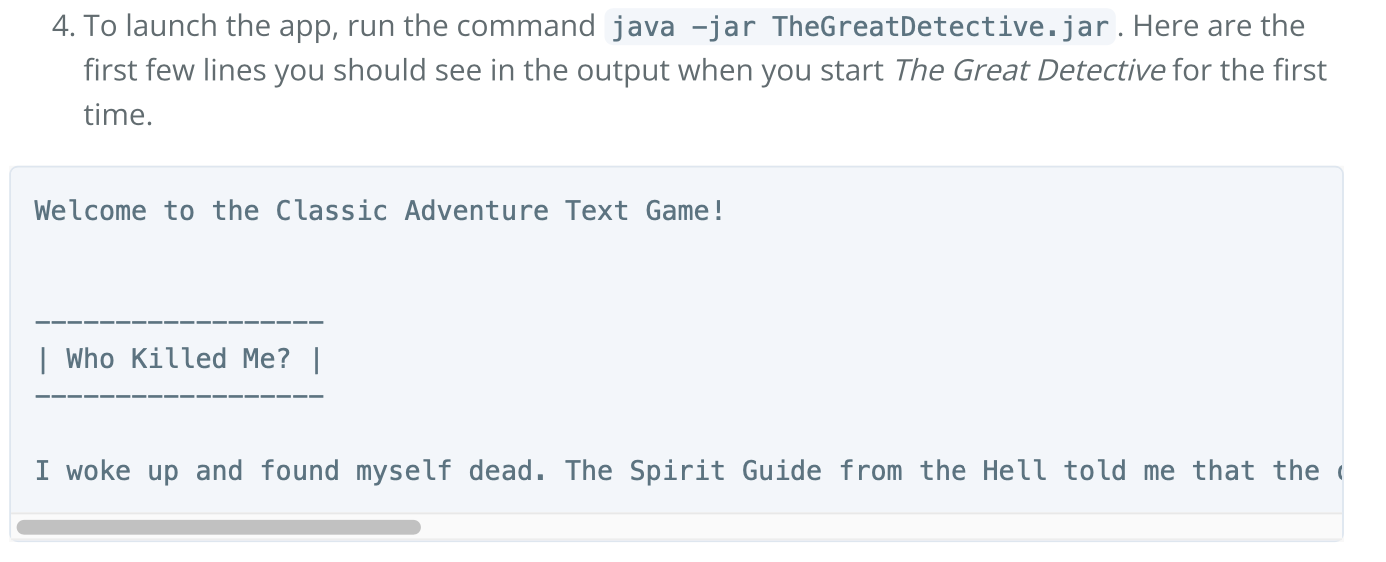 4. To launch the app, run the command java -jar TheGreatDetective.jar. Here are the
first few lines you should see in the output when you start The Great Detective for the first
time.
Welcome to the Classic Adventure Text Game!
------------------
| Who Killed Me? |
------------------
I woke up and found myself dead. The Spirit Guide from the Hell told me that the